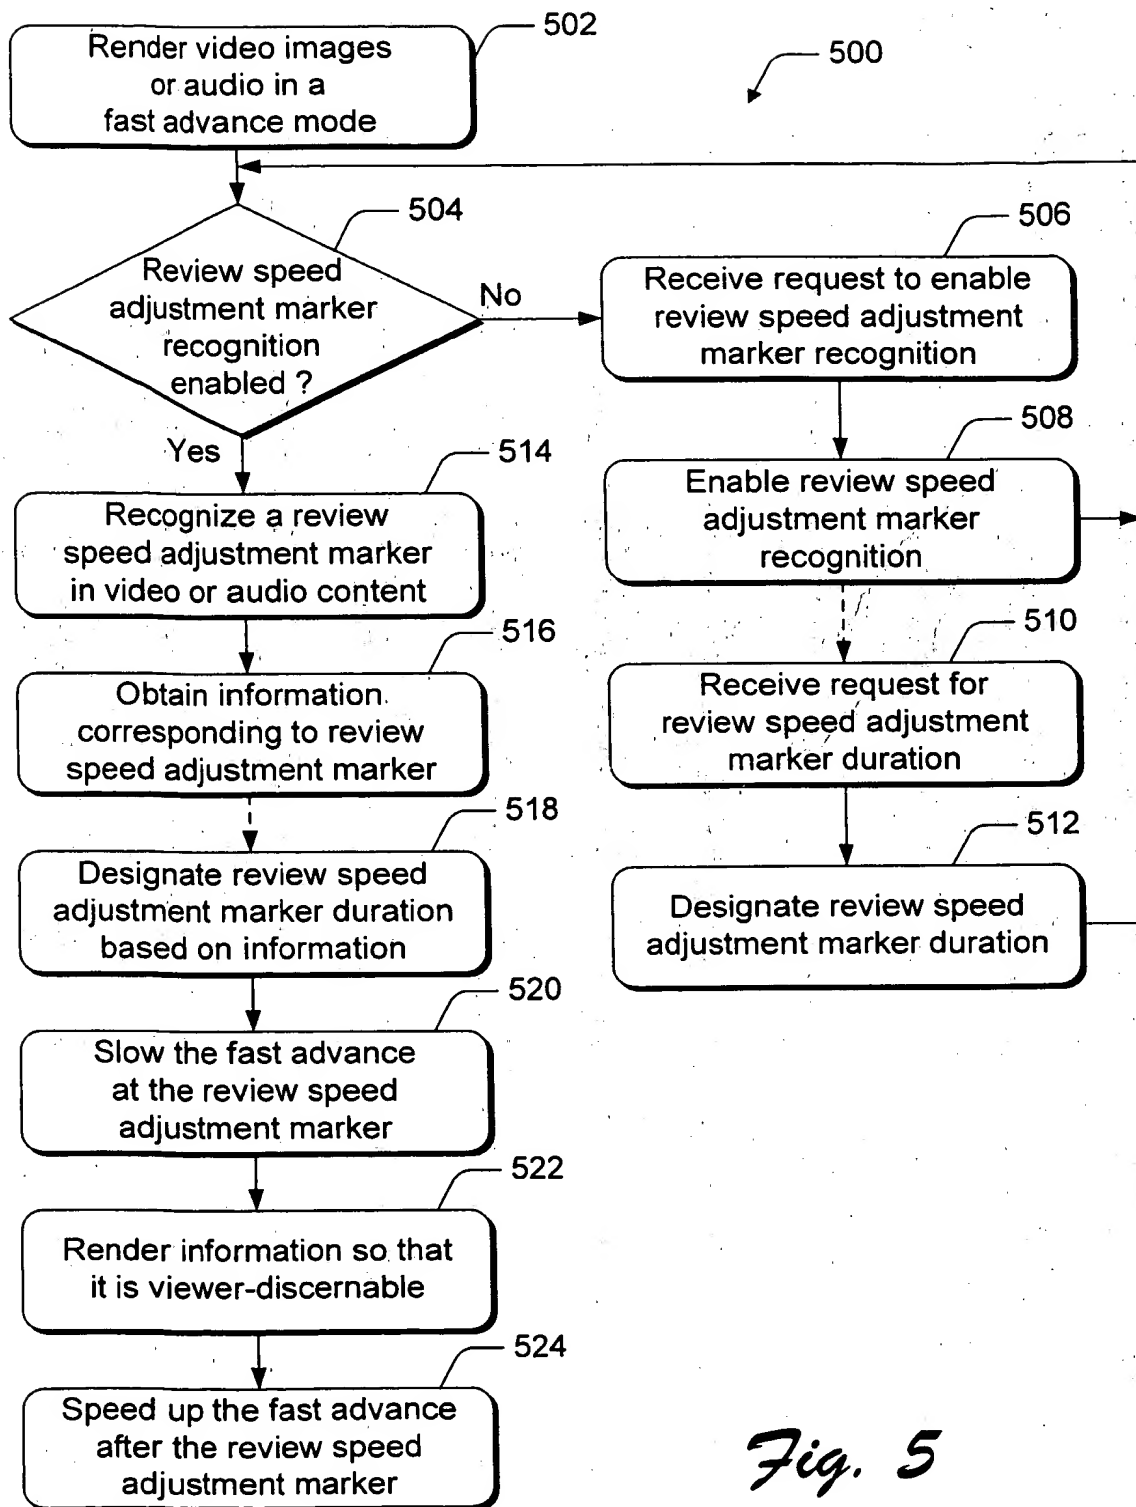 502
Render video images
or audio in a
fast advance mode
500
504
Review speed
adjustment marker
recognition
enabled ?
No
Yes
506
Receive request to enable
review speed adjustment
marker recognition
508
Enable review speed
adjustment marker
recognition
510
Receive request for
review speed adjustment
marker duration
512
Designate review speed
adjustment marker duration
514
Recognize a review
speed adjustment marker
in video or audio content
516
Obtain information
corresponding to review
speed adjustment marker
518
Designate review speed
adjustment marker duration
based on information
520
Slow the fast advance
at the review speed
adjustment marker
522
Render information so that
it is viewer-discernable
524
Speed up the fast advance
after the review speed
adjustment marker
Fig. 5